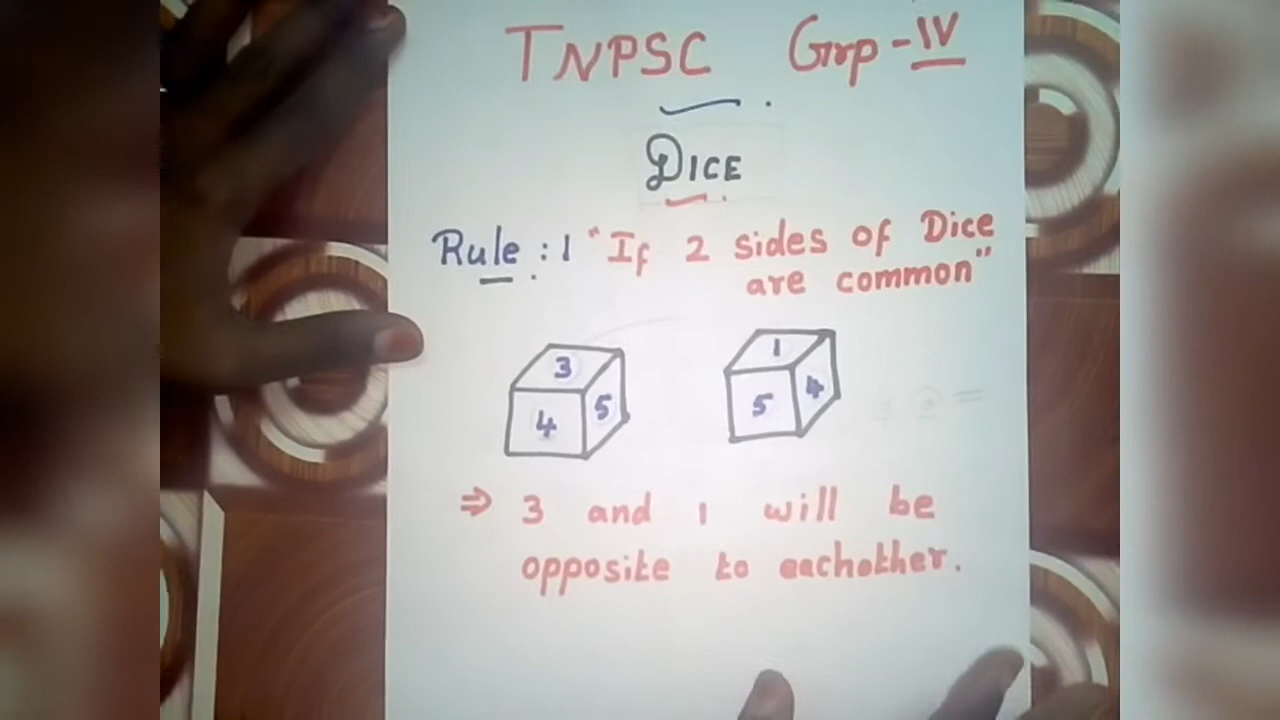 TNPSC Grp-IV
DICE
Rule : 1 "If 2 sides of Dice
are common"
3
4
5
1
5
4
⇒ 3 and 1 will be
opposite to eachother.